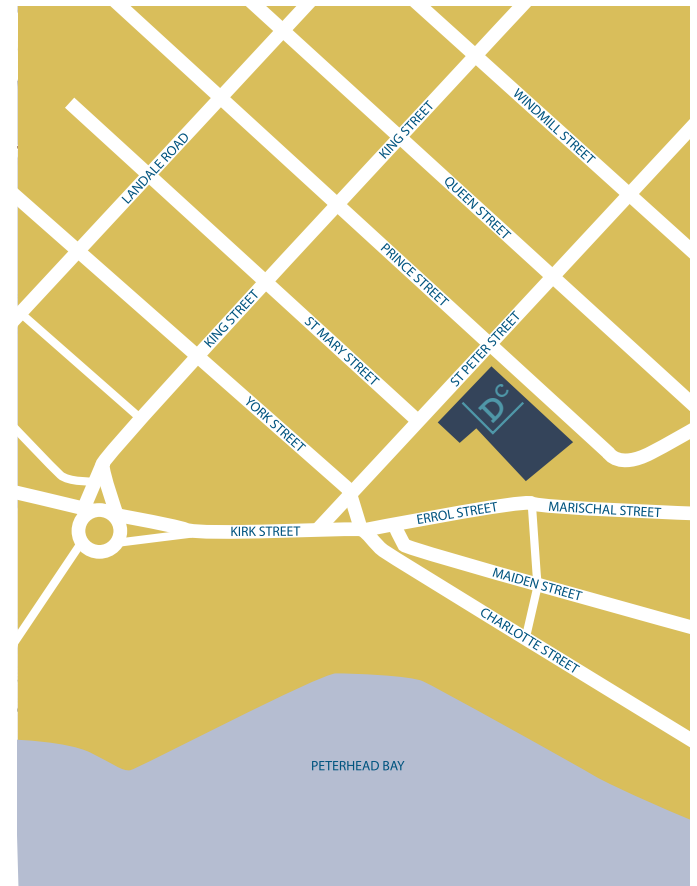 WINDMILL STREET
KING STREET
LANDALE ROAD
QUEEN STREET
PRINCE STREET
KING STREET
ST MARY STREET
ST PETER STREET
DC
YORK STREET
KIRK STREET
ERROL STREET
MARISCHAL STREET
MAIDEN STREET
CHARLOTTE STREET
PETERHEAD BAY